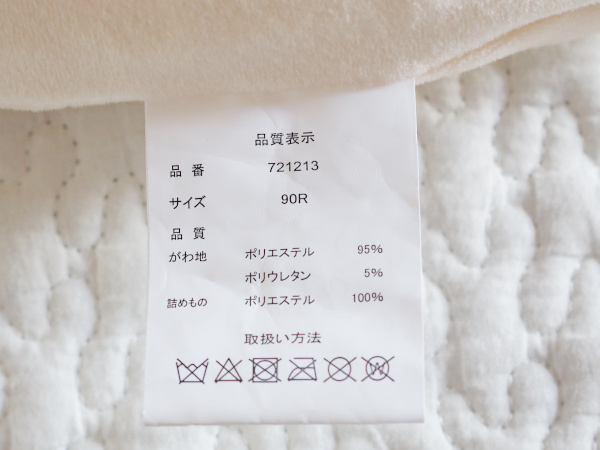 品質表示
品番 721213
サイズ 90R
品質
がわ地 ポリエステル 95%
ポリウレタン 5%
詰めもの ポリエステル 100%
取扱い方法
W